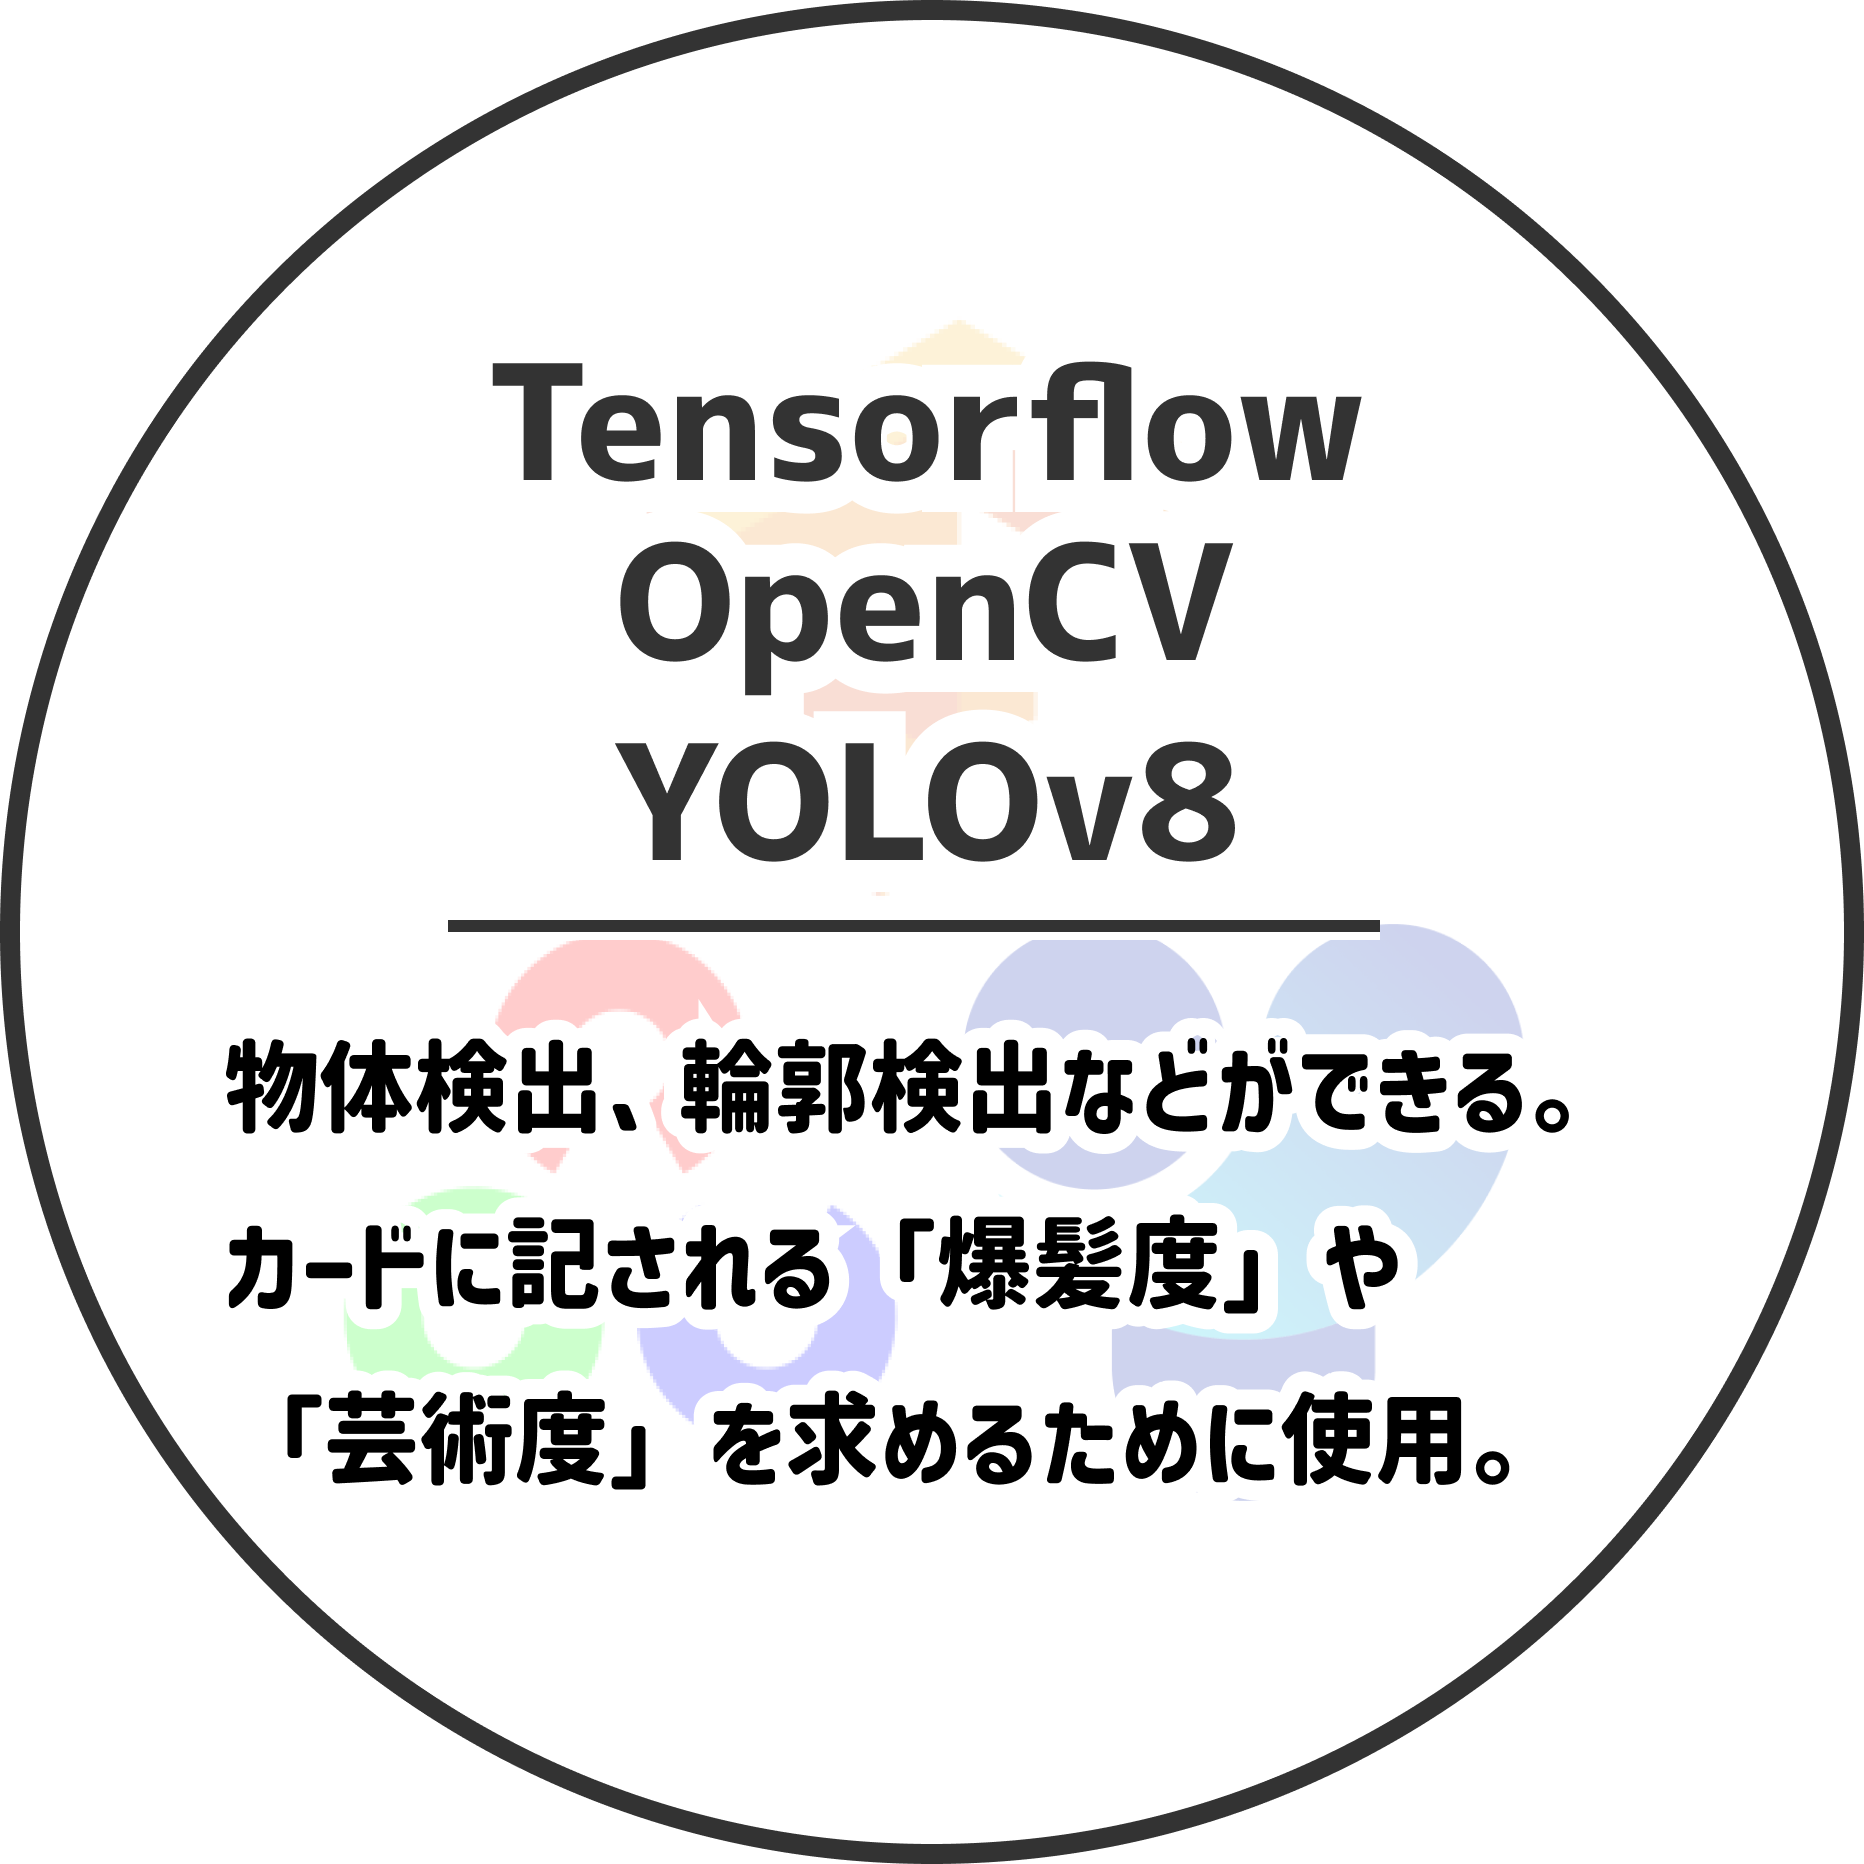 Tensorflow
OpenCV
YOLOv8
物体検出、輪郭検出などができる。
カードに記される「爆髪度」や
「芸術度」を求めるために使用。